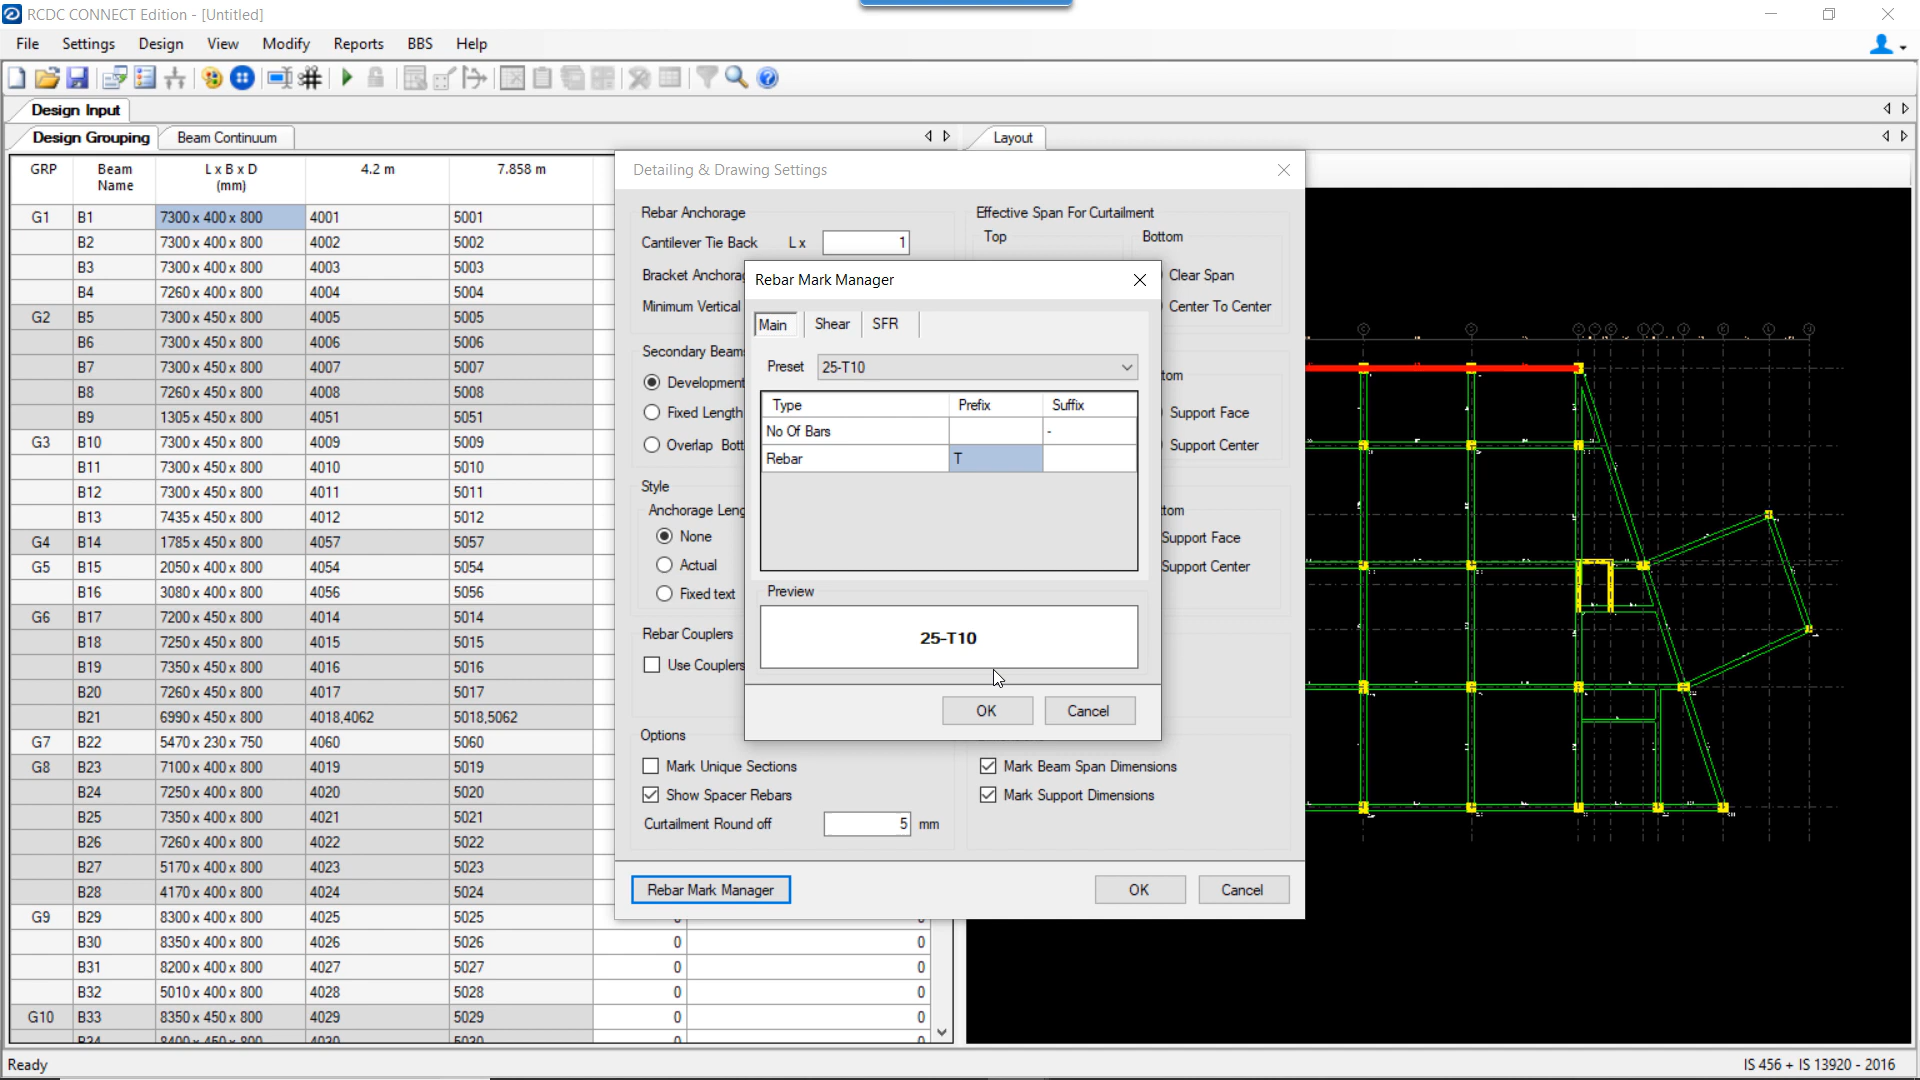 RCDC CONNECT Edition - [Untitled]
File Settings Design View Modify Reports BBS Help
Design Input
Design Grouping Beam Continuum Layout
GRP Beam Name L x B x D (mm) 4.2 m 7.858 m
G1 B1 7300 x 400 x 800 4001 5001
B2 7300 x 400 x 800 4002 5002
B3 7300 x 400 x 800 4003 5003
B4 7260 x 400 x 800 4004 5004
G2 B5 7300 x 450 x 800 4005 5005
B6 7300 x 450 x 800 4006 5006
B7 7300 x 450 x 800 4007 5007
B8 7260 x 450 x 800 4008 5008
B9 1305 x 450 x 800 4051 5051
G3 B10 7300 x 450 x 800 4009 5009
B11 7300 x 450 x 800 4010 5010
B12 7300 x 450 x 800 4011 5011
B13 7435 x 450 x 800 4012 5012
G4 B14 1785 x 450 x 800 4057 5057
G5 B15 2050 x 400 x 800 4054 5054
B16 3080 x 400 x 800 4056 5056
G6 B17 7200 x 450 x 800 4014 5014
B18 7250 x 450 x 800 4015 5015
B19 7350 x 450 x 800 4016 5016
B20 7260 x 450 x 800 4017 5017
B21 6990 x 450 x 800 4018,4062 5018,5062
G7 B22 5470 x 230 x 750 4060 5060
G8 B23 7100 x 400 x 800 4019 5019
B24 7250 x 400 x 800 4020 5020
B25 7350 x 400 x 800 4021 5021
B26 7260 x 400 x 800 4022 5022
B27 5170 x 400 x 800 4023 5023
B28 4170 x 400 x 800 4024 5024
G9 B29 8300 x 400 x 800 4025 5025
B30 8350 x 400 x 800 4026 5026 0 0
B31 8200 x 400 x 800 4027 5027 0 0
B32 5010 x 400 x 800 4028 5028 0 0
G10 B33 8350 x 450 x 800 4029 5029 0 0
B34 8400 x 450 x 800 4030 5030
Detailing & Drawing Settings
Rebar Anchorage
Cantilever Tie Back L x 1
Bracket Anchorag
Minimum Vertical
Secondary Beams
Development
Fixed Length
Overlap Bott
Style
Anchorage Leng
None
Actual
Fixed text
Rebar Couplers
Use Couplers
Options
Mark Unique Sections
Show Spacer Rebars
Curtailment Round off 5 mm
Effective Span For Curtailment
Top Bottom
Clear Span
Center To Center
tom
Support Face
Support Center
tom
Support Face
Support Center
Mark Beam Span Dimensions
Mark Support Dimensions
Rebar Mark Manager OK Cancel
Rebar Mark Manager
Main Shear SFR
Preset 25-T10
Type Prefix Suffix
No Of Bars -
Rebar T
Preview
25-T10
OK Cancel
Ready IS 456 + IS 13920 - 2016